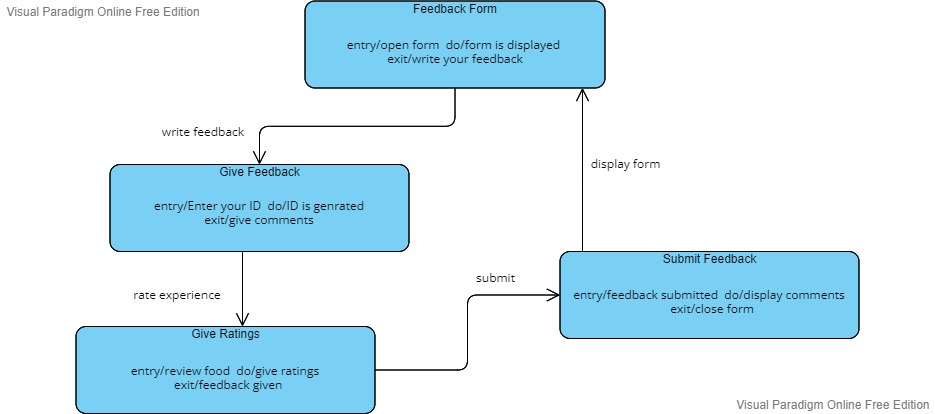 Visual Paradigm Online Free Edition
Feedback Form
entry/open form do/form is displayed
exit/write your feedback
write feedback
Give Feedback
entry/Enter your ID do/ID is genrated
exit/give comments
display form
rate experience
submit
Submit Feedback
entry/feedback submitted do/display comments
exit/close form
Give Ratings
entry/review food do/give ratings
exit/feedback given
Visual Paradigm Online Free Edition